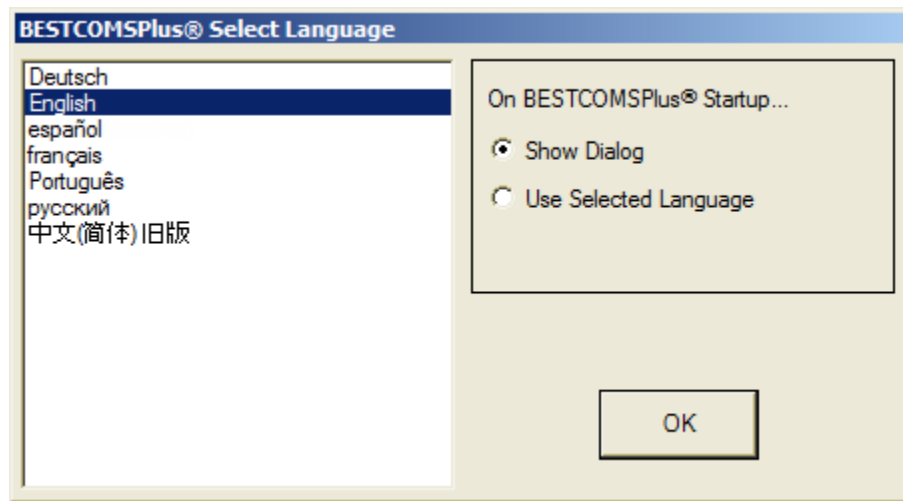 BESTCOMSPlus® Select Language
Deutsch
English
español
français
Português
русский
中文(简体)旧版
On BESTCOMSPlus® Startup...
Show Dialog
Use Selected Language
OK